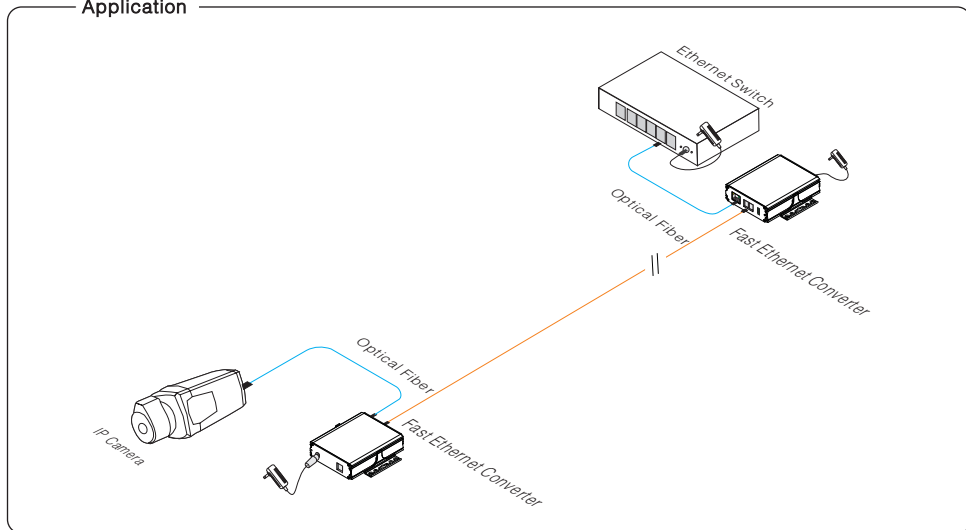 Application
Ethernet Switch
Optical Fiber
Fast Ethernet Converter
Optical Fiber
IP Camera
Fast Ethernet Converter